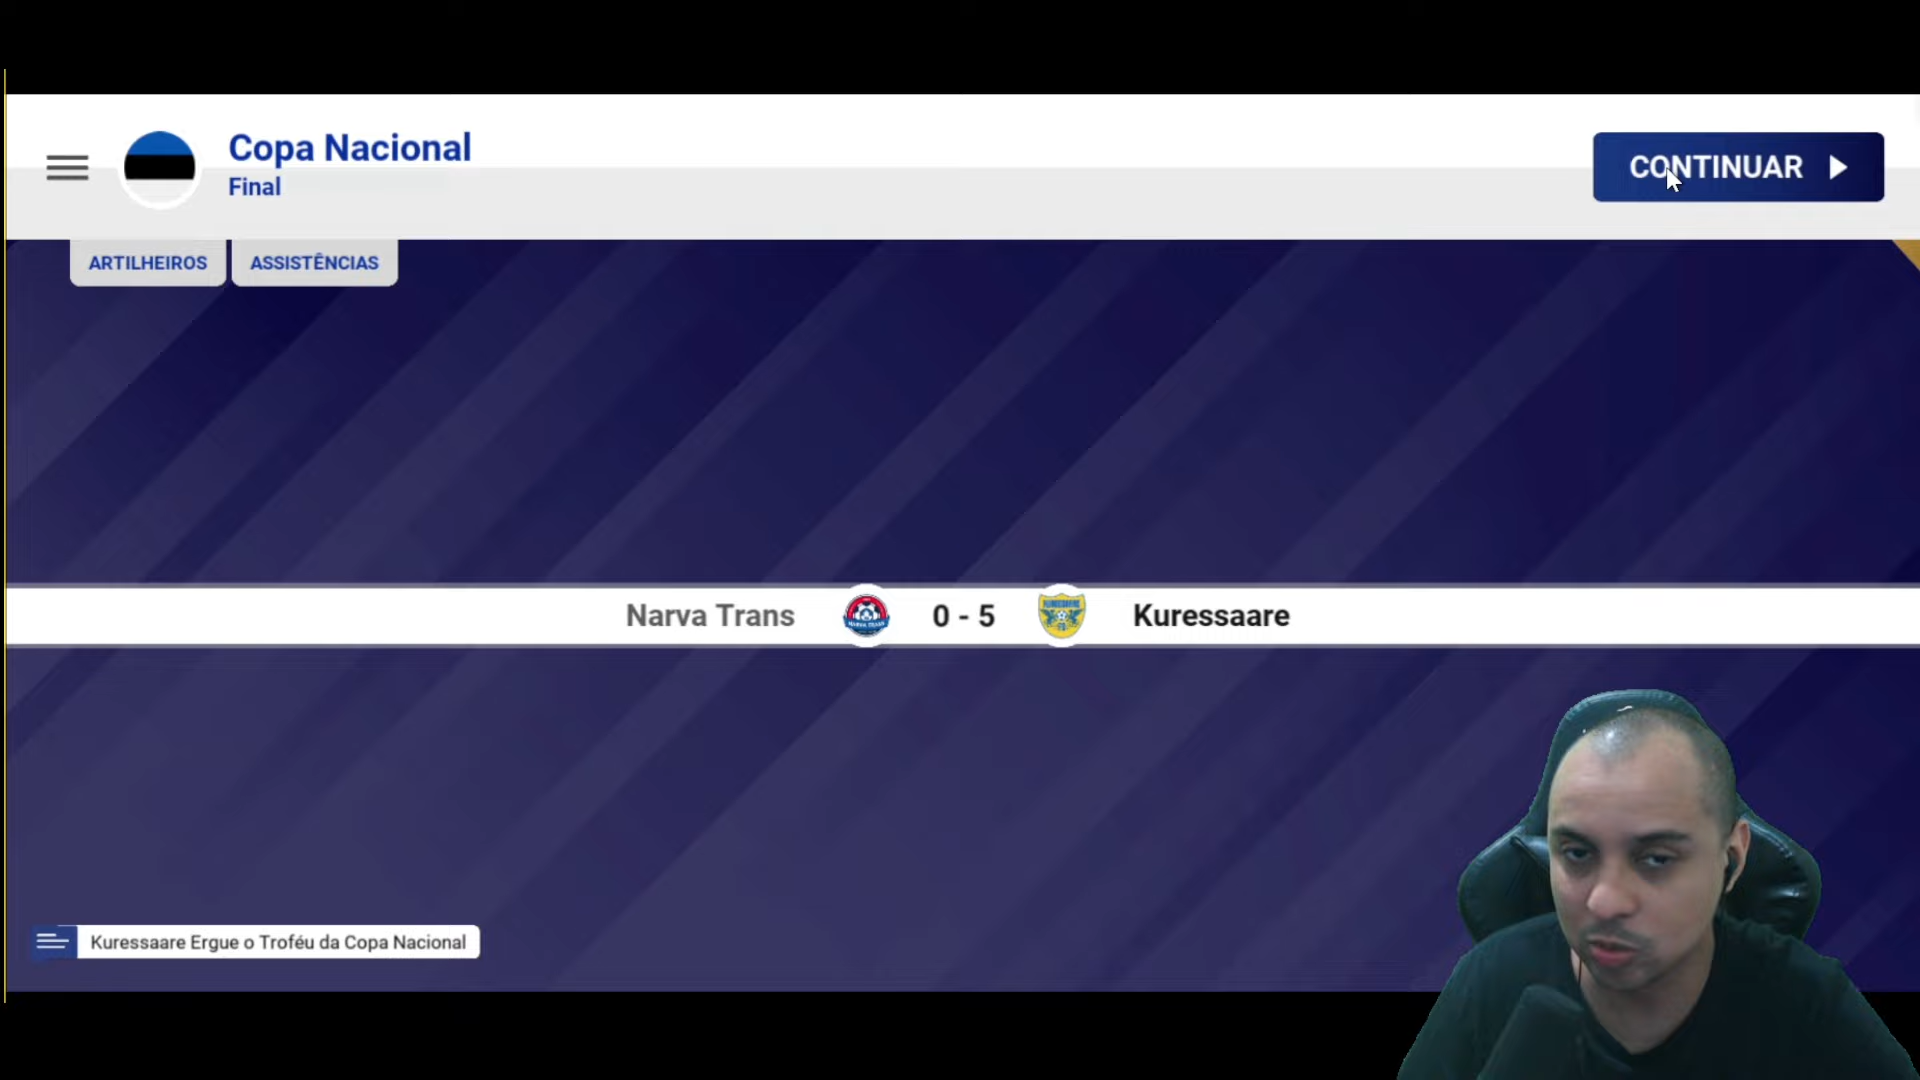 Copa Nacional
Final
CONTINUAR
ARTILHEIROS
ASSISTÊNCIAS
Narva Trans 0 - 5 Kuressaare
Kuressaare Ergue o Troféu da Copa Nacional